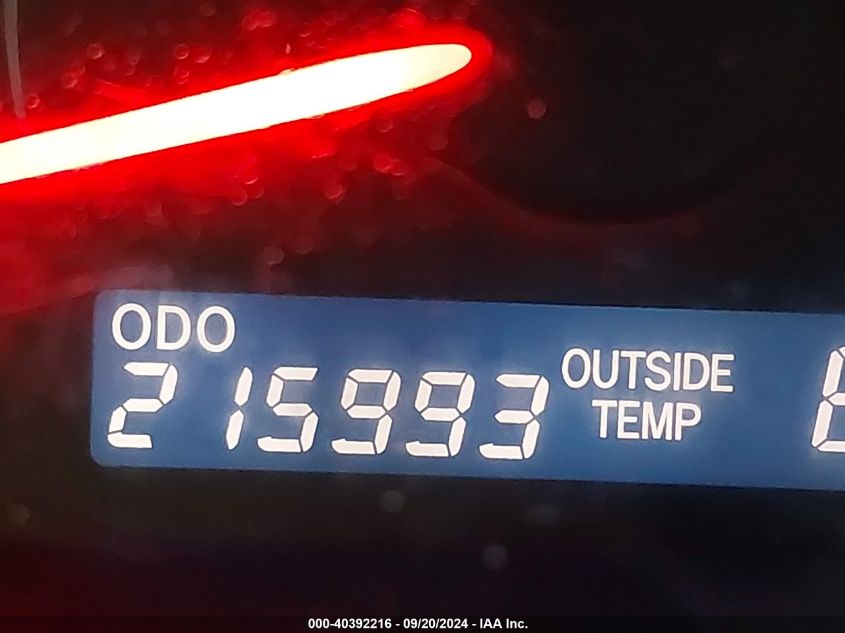 ODO
215993
OUTSIDE
TEMP
000-40392216 - 09/20/2024 - IAA Inc.